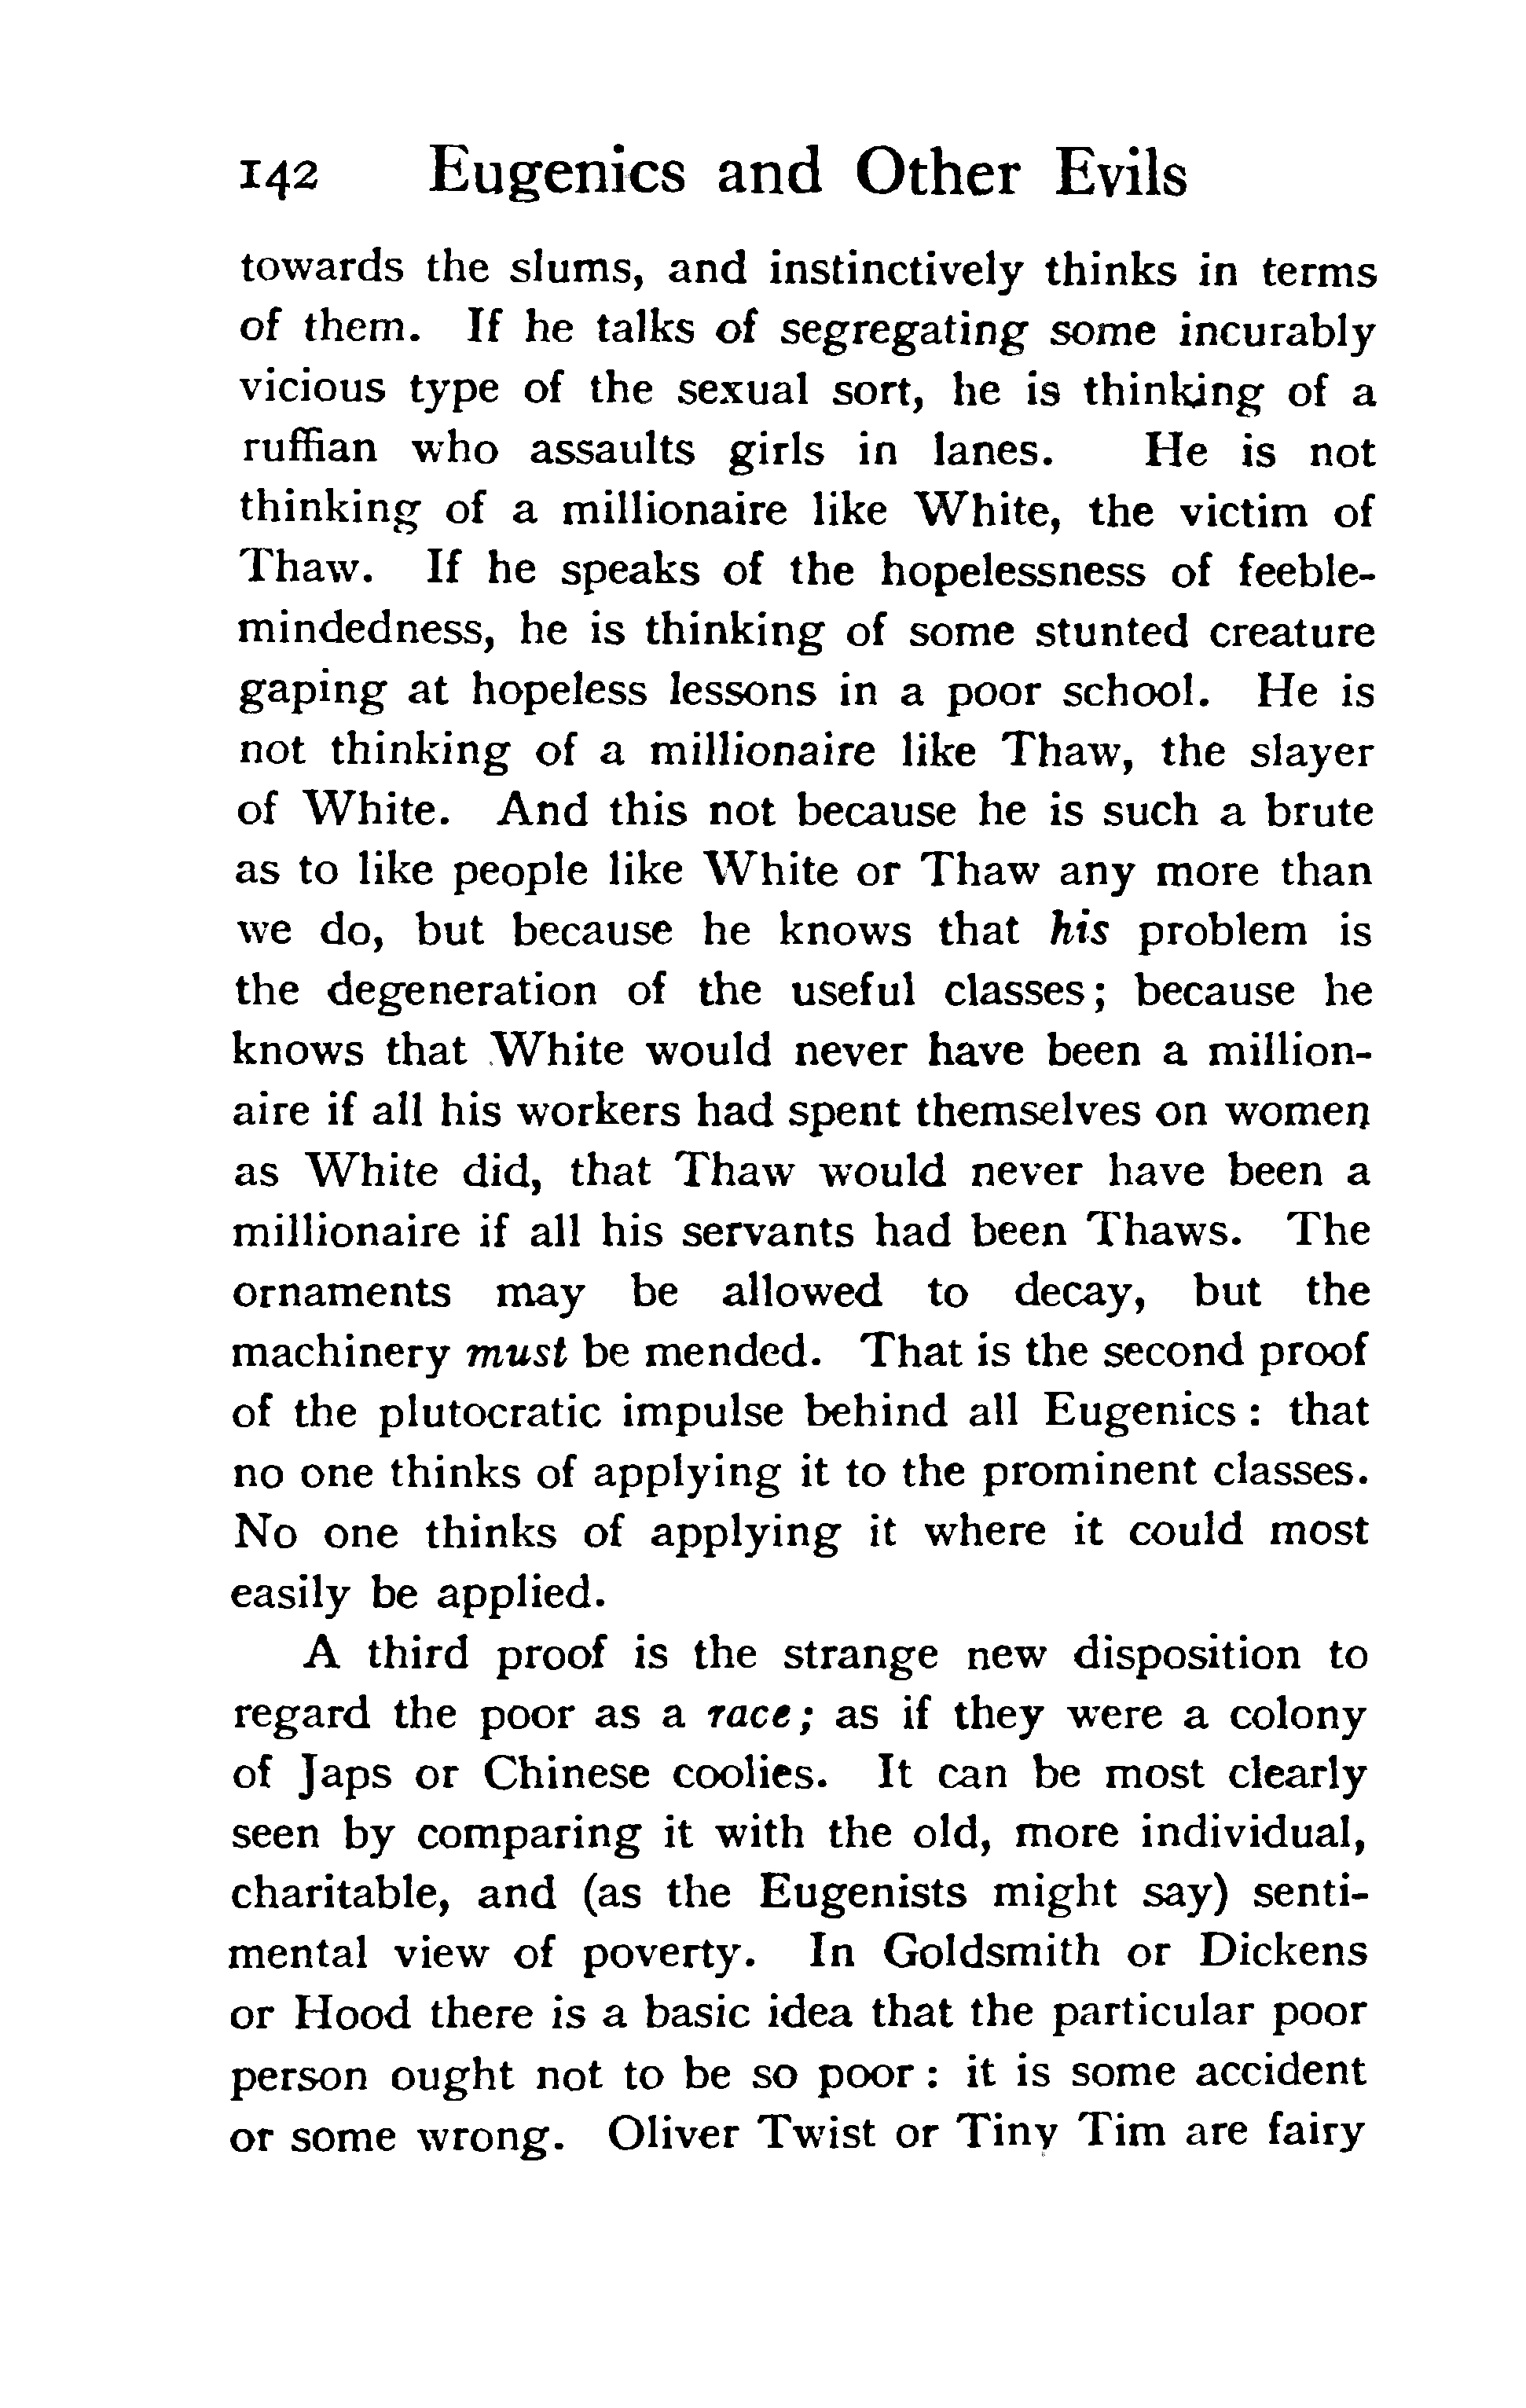 142 Eugenics and Other Evils
towards the slums, and instinctively thinks in terms
of them. If he talks of segregating some incurably
vicious type of the sexual sort, he is thinking of a
ruffian who assaults girls in lanes. He is not
thinking of a millionaire like White, the victim of
Thaw. If he speaks of the hopelessness of feeble-
mindedness, he is thinking of some stunted creature
gaping at hopeless lessons in a poor school. He is
not thinking of a millionaire like Thaw, the slayer
of White. And this not because he is such a brute
as to like people like White or Thaw any more than
we do, but because he knows that his problem is
the degeneration of the useful classes; because he
knows that White would never have been a million-
aire if all his workers had spent themselves on women
as White did, that Thaw would never have been a
millionaire if all his servants had been Thaws. The
ornaments may be allowed to decay, but the
machinery must be mended. That is the second proof
of the plutocratic impulse behind all Eugenics : that
no one thinks of applying it to the prominent classes.
No one thinks of applying it where it could most
easily be applied.
A third proof is the strange new disposition to
regard the poor as a race; as if they were a colony
of Japs or Chinese coolies. It can be most clearly
seen by comparing it with the old, more individual,
charitable, and (as the Eugenists might say) senti-
mental view of poverty. In Goldsmith or Dickens
or Hood there is a basic idea that the particular poor
person ought not to be so poor : it is some accident
or some wrong. Oliver Twist or Tiny Tim are fairy